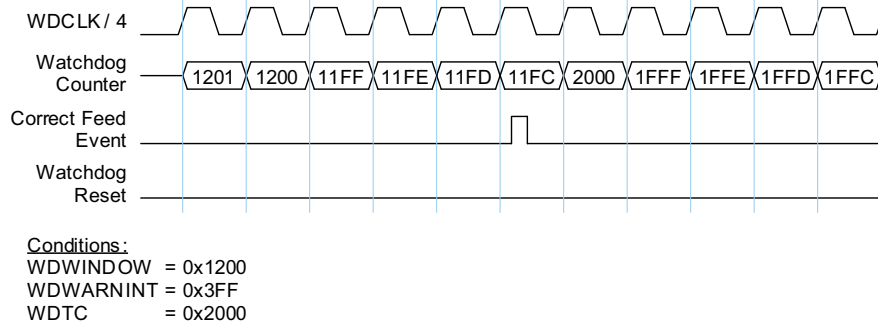 WDCLK / 4
Watchdog
Counter
1201 1200 11FF 11FE 11FD 11FC 2000 1FFF 1FFE 1FFD 1FFC
Correct Feed
Event
Watchdog
Reset
Conditions:
WDWINDOW = 0x1200
WDWARNINT = 0x3FF
WDTC = 0x2000